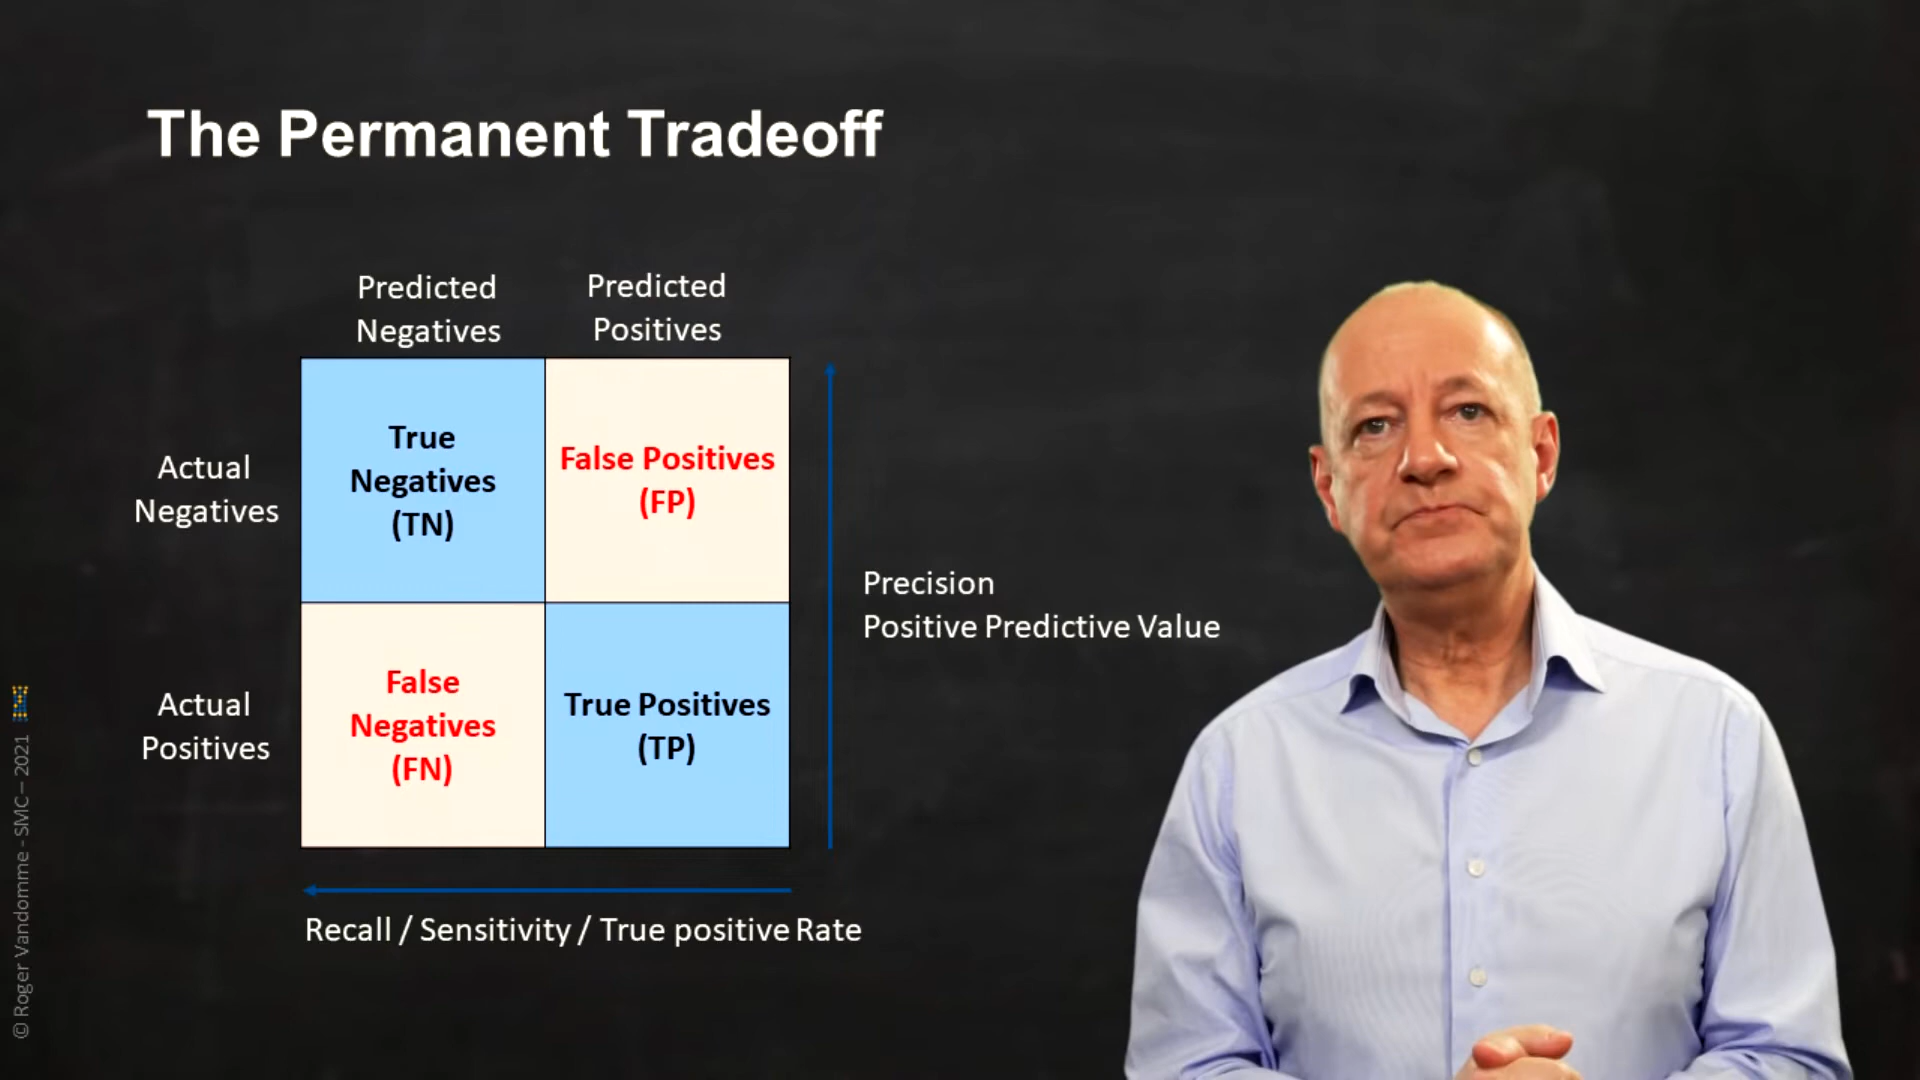 The Permanent Tradeoff
Predicted
Negatives
Predicted
Positives
Actual
Negatives
True
Negatives
(TN)
False Positives
(FP)
Precision
Positive Predictive Value
Actual
Positives
False
Negatives
(FN)
True Positives
(TP)
Recall / Sensitivity / True positive Rate
© Roger Vandomme - SMC – 2021